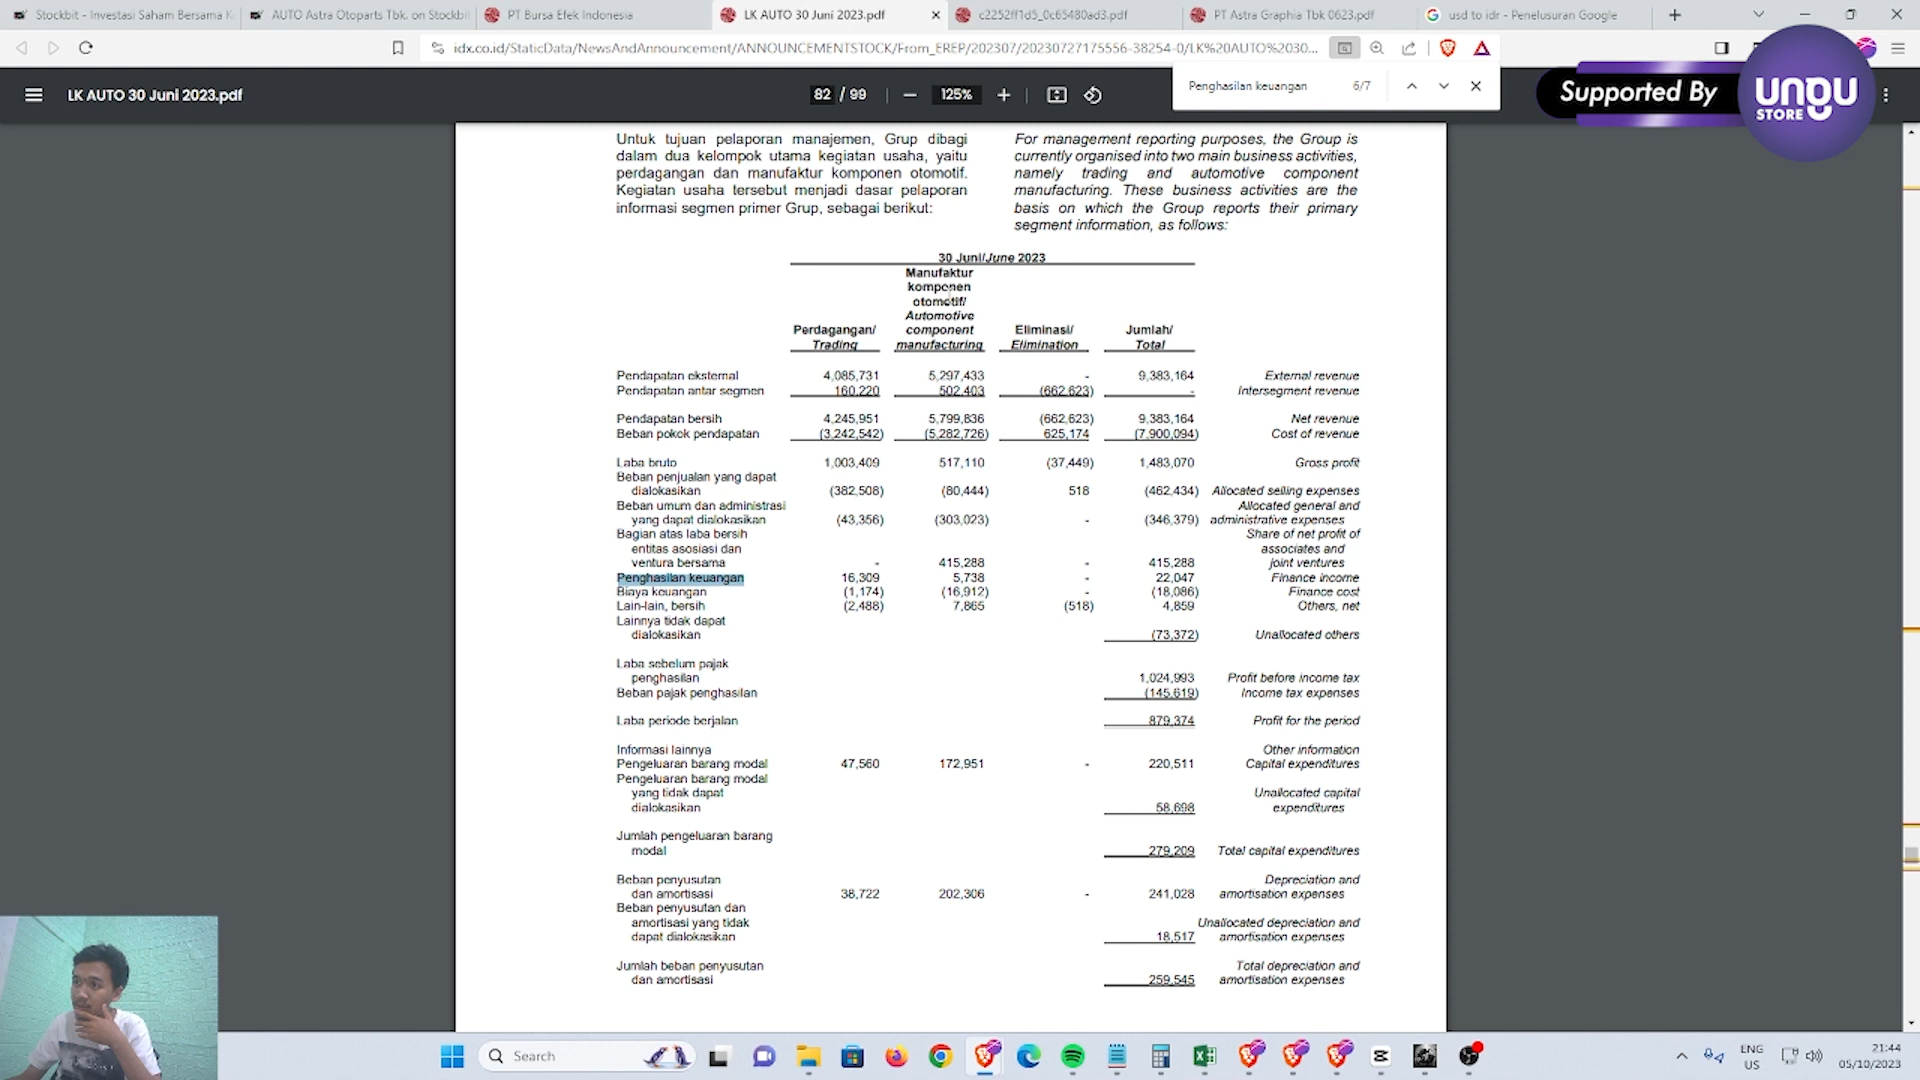 Stockbit - Investasi Saham Bersama K
AUTO Astra Otoparts Tbk. on Stockbit
PT Bursa Efek Indonesia
LK AUTO 30 Juni 2023.pdf
c2252ff1d5_0c65480ad3.pdf
PT Astra Graphia Tbk 0623.pdf
usd to idr - Penelusuran Google
idx.co.id/StaticData/NewsAndAnnouncement/ANNOUNCEMENTSTOCK/From_EREP/202307/20230727175556-38254-0/LK%20AUTO%2030...
Penghasilan keuangan 6/7
LK AUTO 30 Juni 2023.pdf
82 / 99
125%
Supported By
UNGU
STORE
Untuk tujuan pelaporan manajemen, Grup dibagi
dalam dua kelompok utama kegiatan usaha, yaitu
perdagangan dan manufaktur komponen otomotif.
Kegiatan usaha tersebut menjadi dasar pelaporan
informasi segmen primer Grup, sebagai berikut:
For management reporting purposes, the Group is
currently organised into two main business activities,
namely trading and automotive component
manufacturing. These business activities are the
basis on which the Group reports their primary
segment information, as follows:
30 Juni/June 2023
Manufaktur
komponen
otomotif/
Automotive
Perdagangan/ component Eliminasi/ Jumlah/
Trading manufacturing Elimination Total
Pendapatan eksternal 4,085,731 5,297,433 - 9,383,164 External revenue
Pendapatan antar segmen 160,220 502,403 (662,623) - Intersegment revenue
Pendapatan bersih 4,245,951 5,799,836 (662,623) 9,383,164 Net revenue
Beban pokok pendapatan (3,242,542) (5,282,726) 625,174 (7,900,094) Cost of revenue
Laba bruto 1,003,409 517,110 (37,449) 1,483,070 Gross profit
Beban penjualan yang dapat
dialokasikan (382,508) (80,444) 518 (462,434) Allocated selling expenses
Beban umum dan administrasi Allocated general and
yang dapat dialokasikan (43,356) (303,023) - (346,379) administrative expenses
Bagian atas laba bersih Share of net profit of
entitas asosiasi dan associates and
ventura bersama - 415,288 - 415,288 joint ventures
Penghasilan keuangan 16,309 5,738 - 22,047 Finance income
Biaya keuangan (1,174) (16,912) - (18,086) Finance cost
Lain-lain, bersih (2,488) 7,865 (518) 4,859 Others, net
Lainnya tidak dapat
dialokasikan (73,372) Unallocated others
Laba sebelum pajak
penghasilan 1,024,993 Profit before income tax
Beban pajak penghasilan (145,619) Income tax expenses
Laba periode berjalan 879,374 Profit for the period
Informasi lainnya Other information
Pengeluaran barang modal 47,560 172,951 - 220,511 Capital expenditures
Pengeluaran barang modal
yang tidak dapat Unallocated capital
dialokasikan 58,698 expenditures
Jumlah pengeluaran barang
modal 279,209 Total capital expenditures
Beban penyusutan Depreciation and
dan amortisasi 38,722 202,306 - 241,028 amortisation expenses
Beban penyusutan dan
amortisasi yang tidak Unallocated depreciation and
dapat dialokasikan 18,517 amortisation expenses
Jumlah beban penyusutan Total depreciation and
dan amortisasi 259,545 amortisation expenses
Search
ENG
US
21:44
05/10/2023